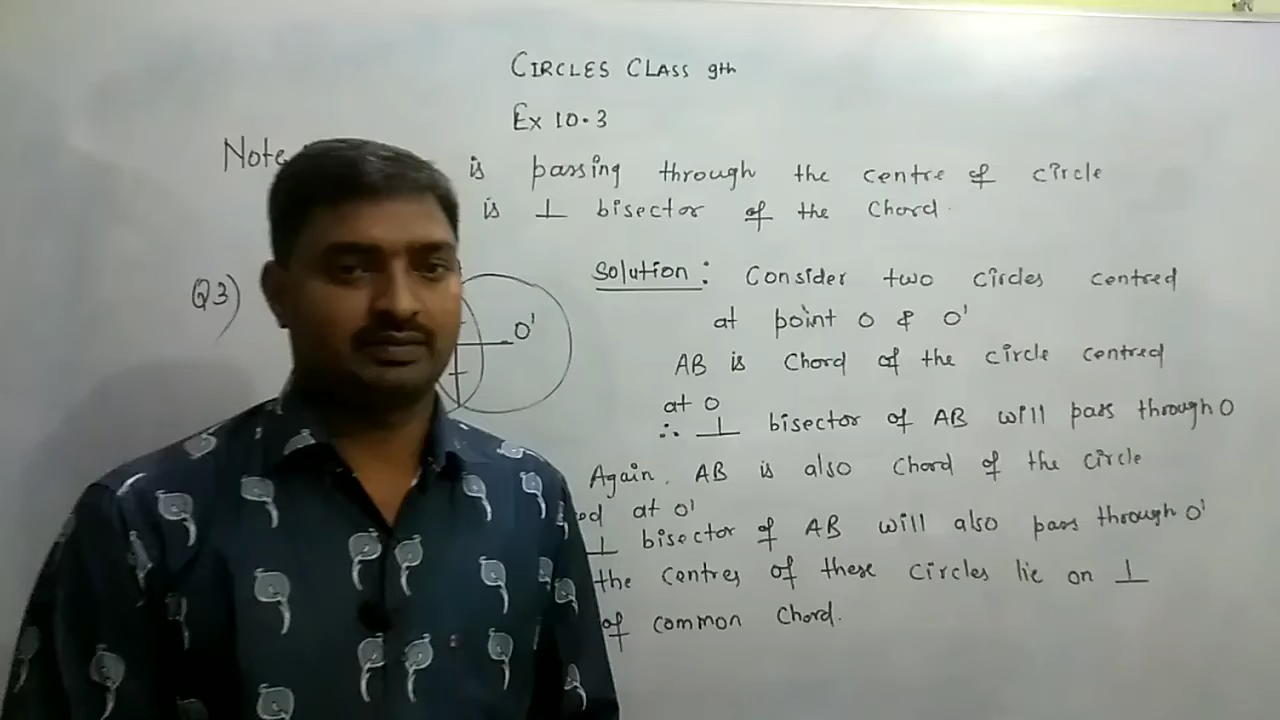 CIRCLES CLASS 9th
Ex 10.3
Note is passing through the centre of circle
is ⊥ bisector of the chord.
Q3)
O'
Solution: Consider two circles centred
at point O & O'
AB is Chord of the circle centred
at O
∴ ⊥ bisector of AB will pass through O
Again, AB is also chord of the circle
ed at O'
⊥ bisector of AB will also pass through O'
the centres of these circles lie on ⊥
of common chord.